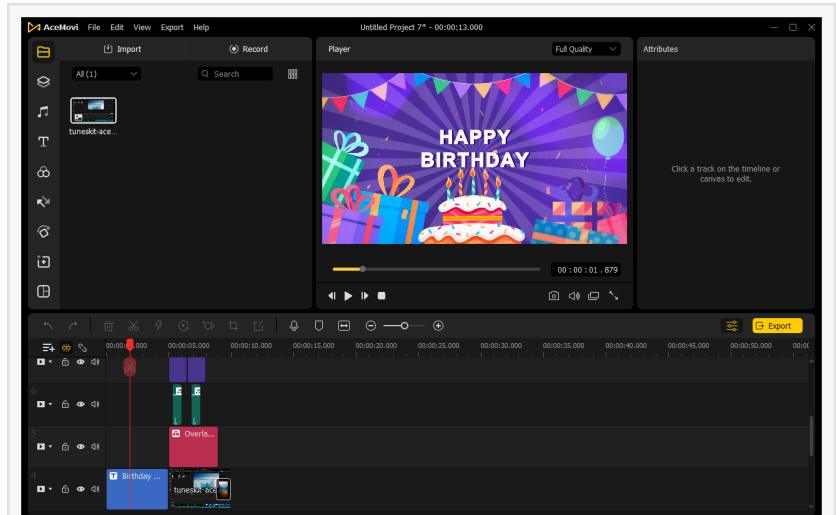 AceMovi File Edit View Export Help
Untitled Project 7* - 00:00:13.000
Import
Record
All (1)
Search
tuneskit-ace...
Player
Full Quality
HAPPY
BIRTHDAY
00 : 00 : 01 . 879
Attributes
Click a track on the timeline or
canvas to edit.
Export
00:00:05.000 00:00:10.000 00:00:15.000 00:00:20.000 00:00:25.000 00:00:30.000 00:00:35.000 00:00:40.000 00:00:45.000 00:00:50.000
6
5
Overla...
4
Birthday ...
tuneskit-ace